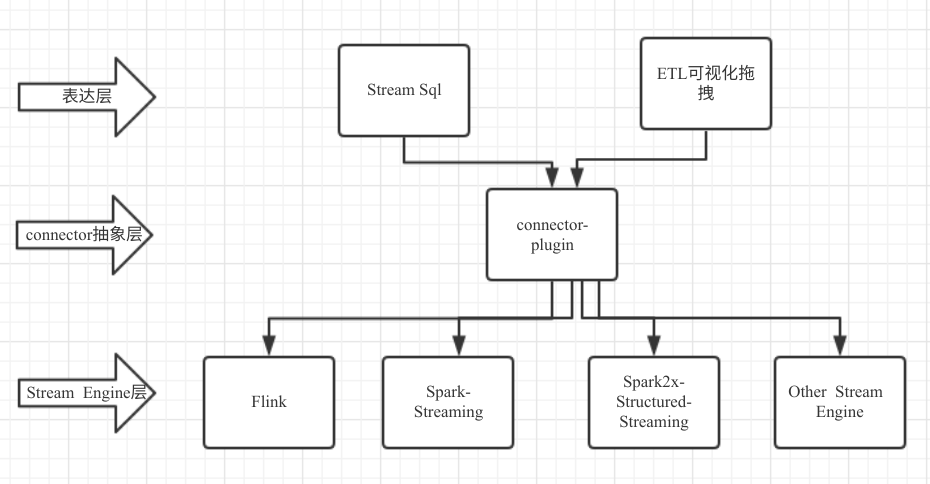 表达层
Stream Sql
ETL可视化拖
拽
connector抽象层
connector-
plugin
Stream Engine层
Flink
Spark-
Streaming
Spark2x-
Structured-
Streaming
Other Stream
Engine